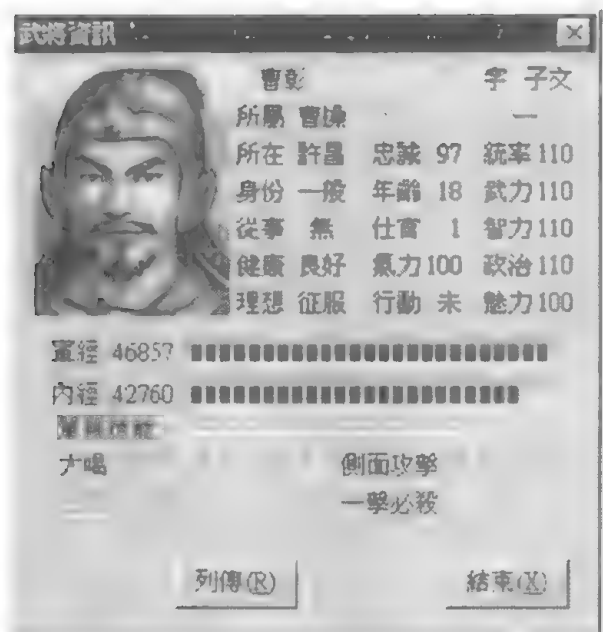 武將資訊
曹彰 字 子文
所屬 曹操 一
所在 許昌 忠誠 97 統率 110
身份 一般 年齡 18 武力 110
從事 無 仕官 1 智力 110
健康 良好 氣力 100 政治 110
理想 征服 行動 未 魅力 100
軍經 46857
內經 42760
大喝 側面攻擊
一擊必殺
列傳(R) 結束(X)